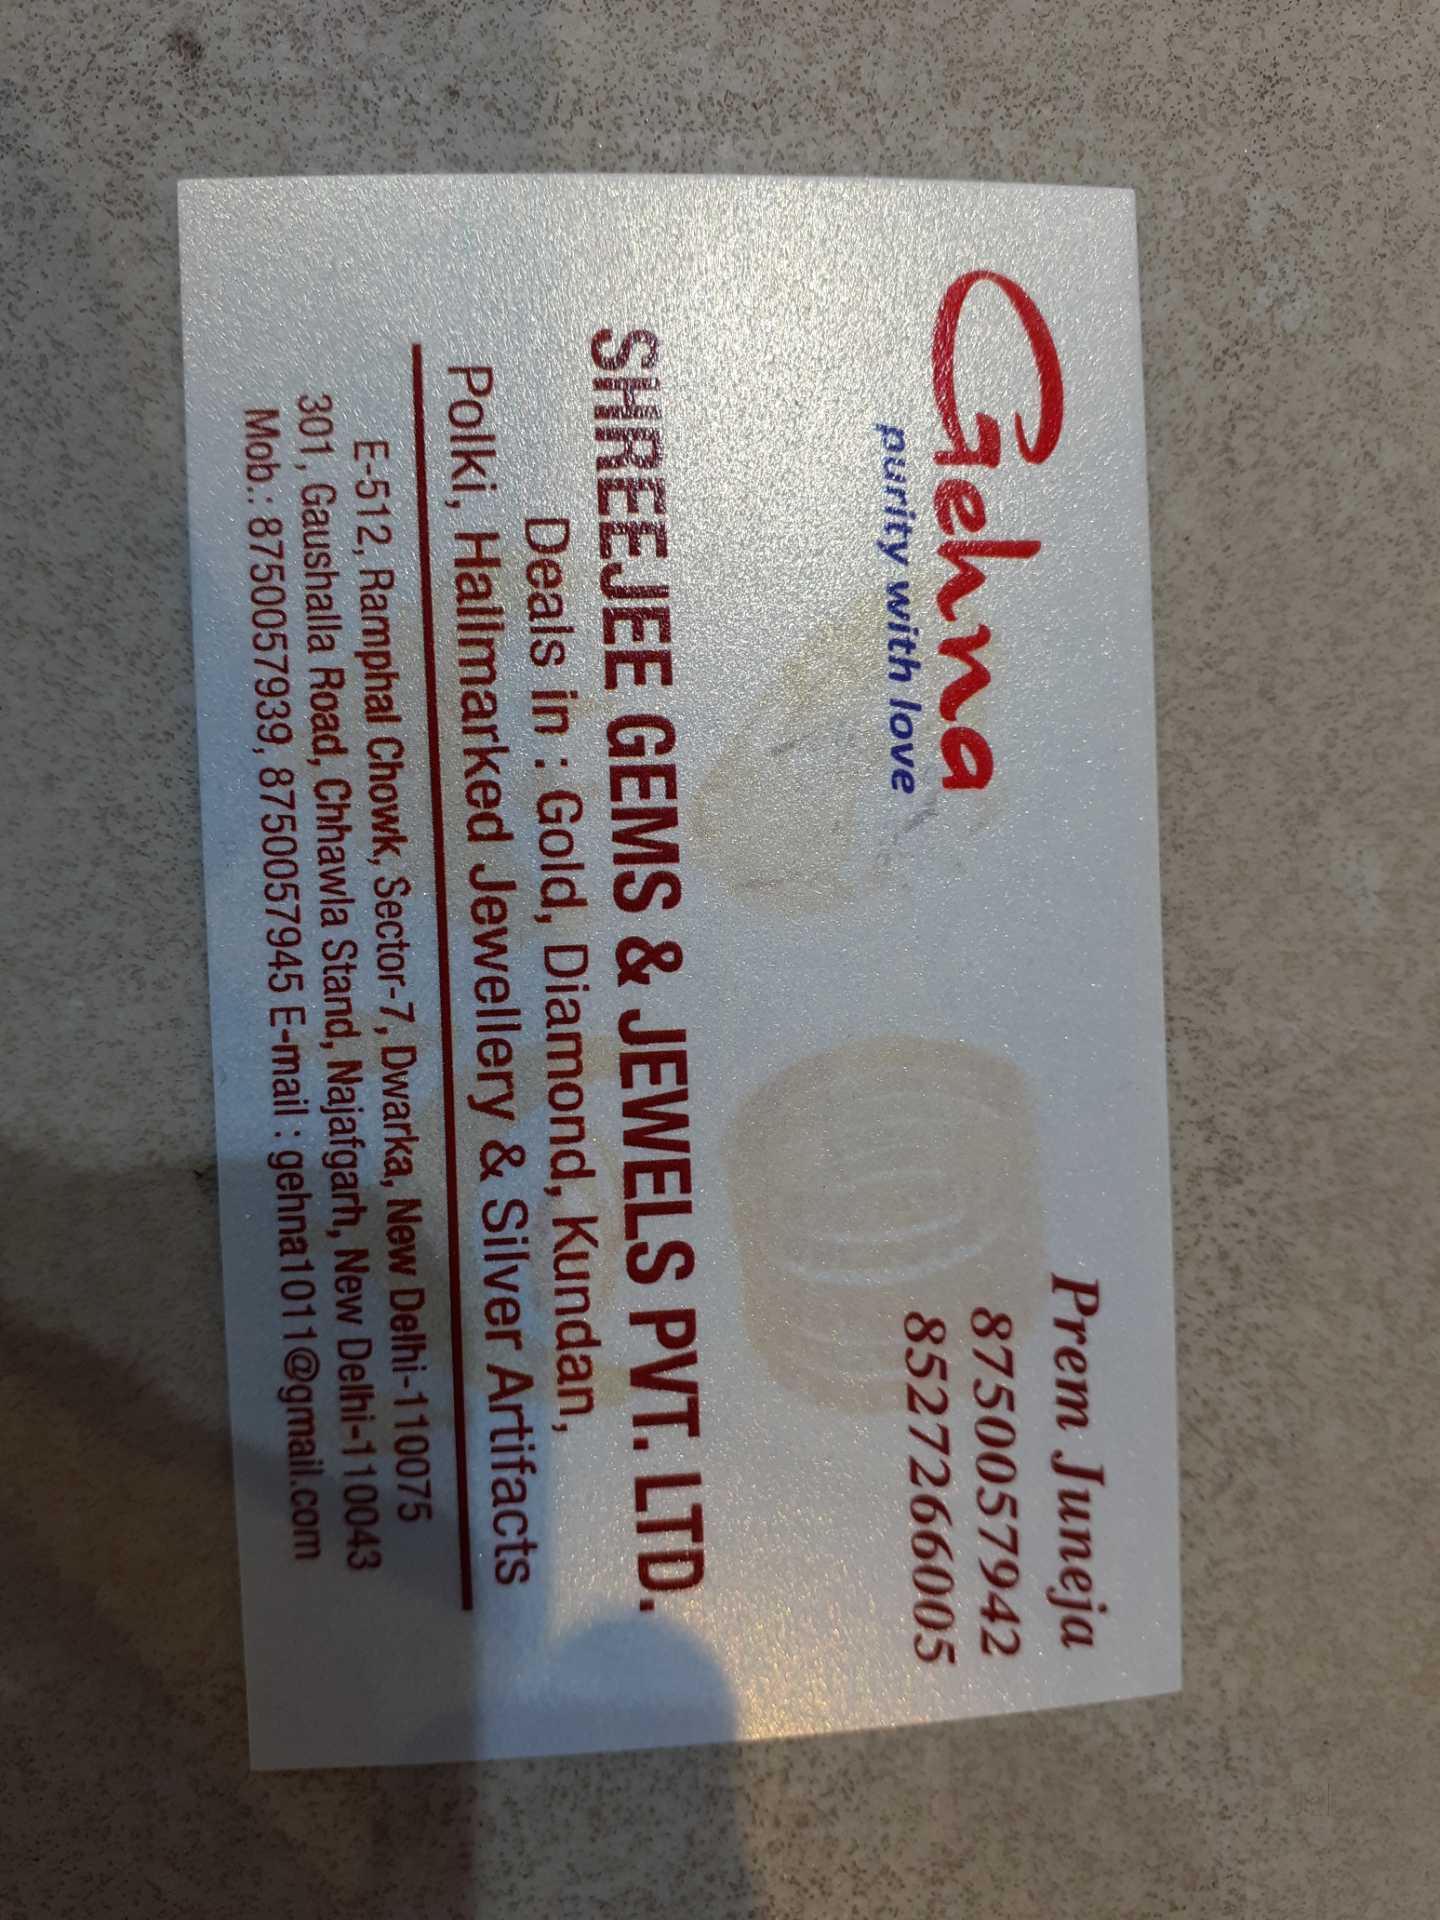 Prem Juneja
8750057942
8527266005
Gehna
purity with love
SHREEJEE GEMS & JEWELS PVT. LTD.
Deals in : Gold, Diamond, Kundan,
Polki, Hallmarked Jewellery & Silver Artifacts
E-512, Ramphal Chowk, Sector-7, Dwarka, New Delhi-110075
301, Gaushalla Road, Chhawla Stand, Najafgarh, New Delhi-110043
Mob.: 8750057939, 8750057945 E-mail : gehna1011@gmail.com
Jd